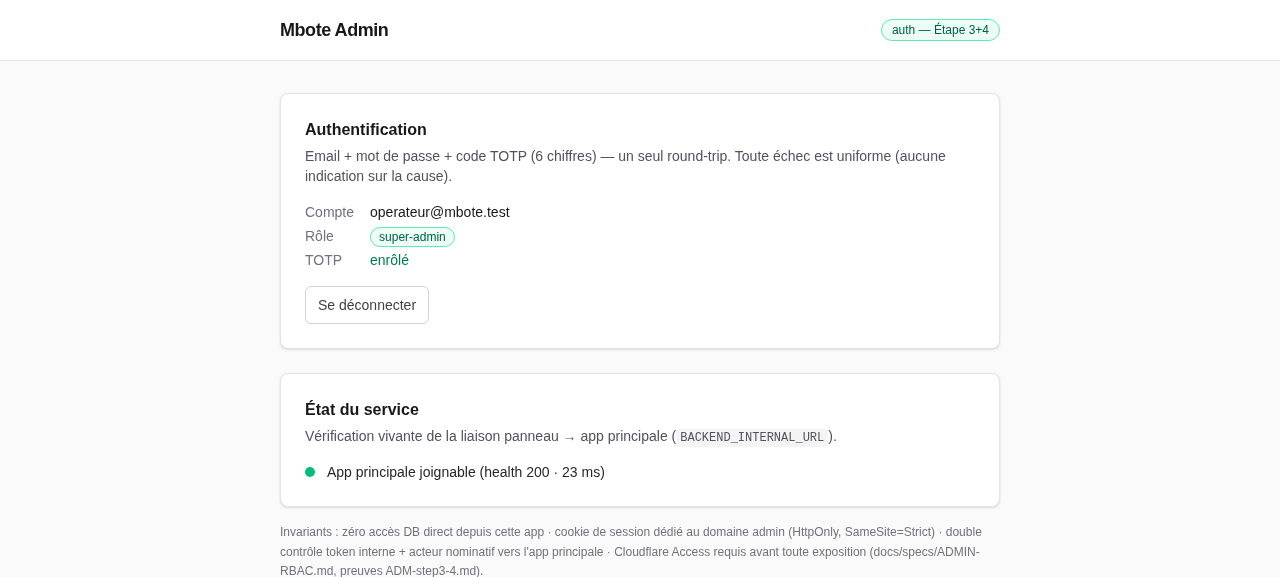 Mbote Admin
auth — Étape 3+4
Authentification
Email + mot de passe + code TOTP (6 chiffres) — un seul round-trip. Toute échec est uniforme (aucune
indication sur la cause).
Compte operateur@mbote.test
Rôle super-admin
TOTP enrôlé
Se déconnecter
État du service
Vérification vivante de la liaison panneau → app principale ( BACKEND_INTERNAL_URL ).
App principale joignable (health 200 · 23 ms)
Invariants : zéro accès DB direct depuis cette app · cookie de session dédié au domaine admin (HttpOnly, SameSite=Strict) · double
contrôle token interne + acteur nominatif vers l'app principale · Cloudflare Access requis avant toute exposition (docs/specs/ADMIN-
RBAC.md, preuves ADM-step3-4.md).